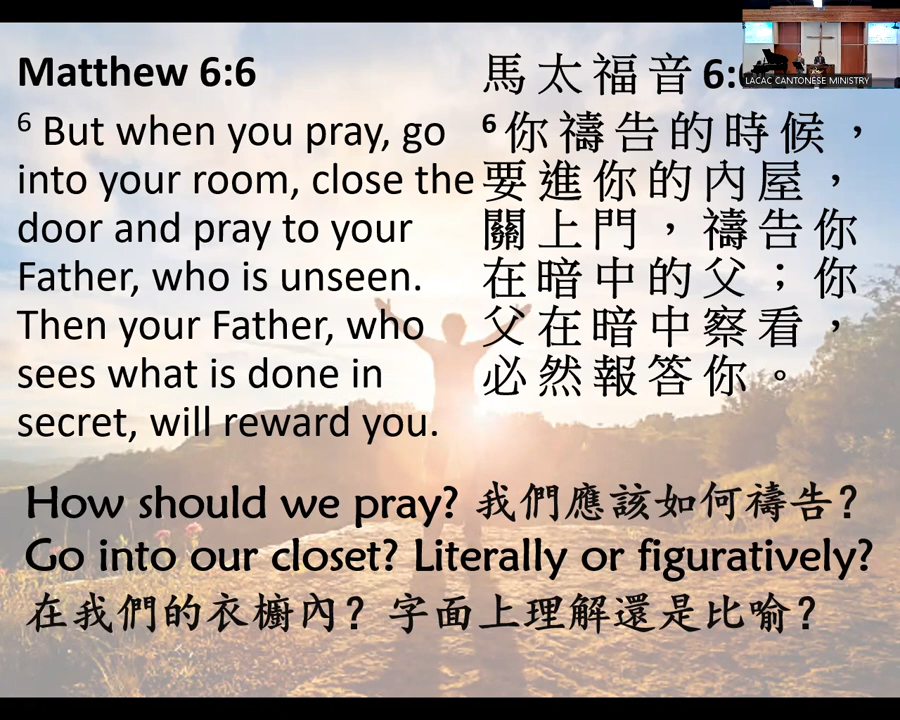 Matthew 6:6
6 But when you pray, go
into your room, close the
door and pray to your
Father, who is unseen.
Then your Father, who
sees what is done in
secret, will reward you.
馬太福音 6:
6 你禱告的時候，
要進你的內屋，
關上門，禱告你
在暗中的父；你
父在暗中察看，
必然報答你。
LACAC CANTONESE MINISTRY
How should we pray? 我們應該如何禱告？
Go into our closet? Literally or figuratively?
在我們的衣櫥內？字面上理解還是比喻？